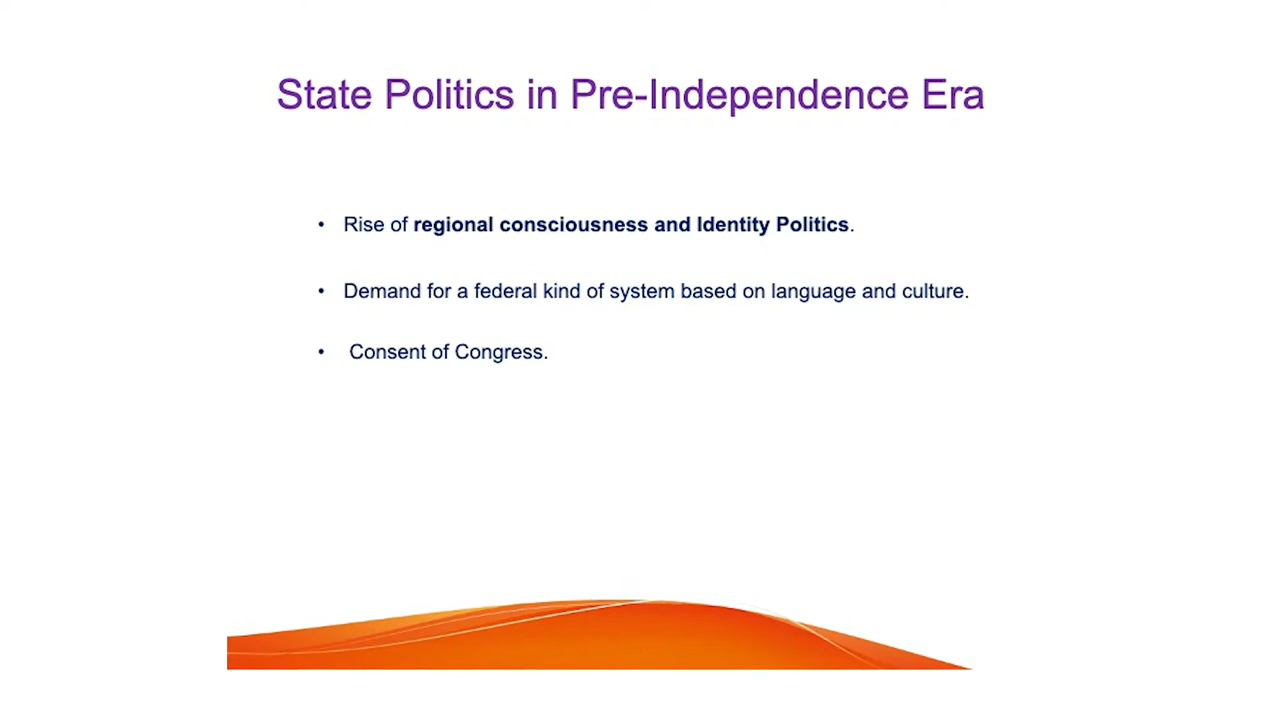 State Politics in Pre-Independence Era
• Rise of regional consciousness and Identity Politics.
• Demand for a federal kind of system based on language and culture.
• Consent of Congress.